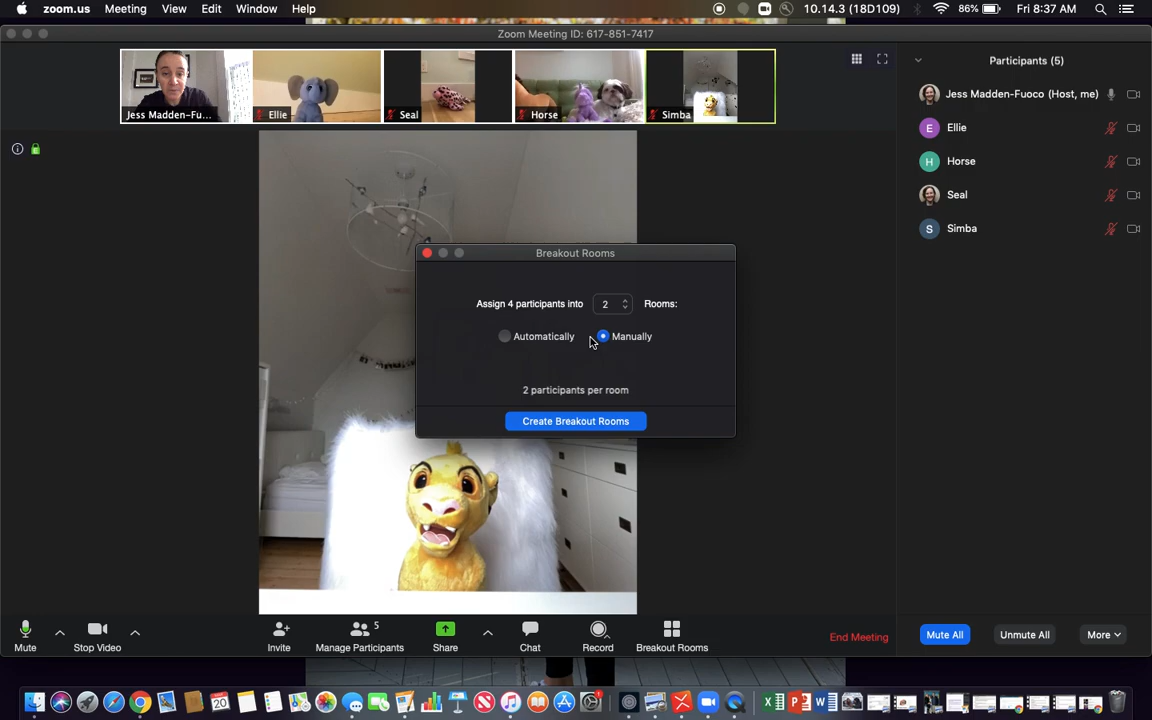 zoom.us Meeting View Edit Window Help 10.14.3 (18D109) 86% Fri 8:37 AM
Zoom Meeting ID: 617-851-7417
Jess Madden-Fu... Ellie Seal Horse Simba
Participants (5)
Jess Madden-Fuoco (Host, me)
E Ellie
H Horse
Seal
S Simba
Breakout Rooms
Assign 4 participants into 2 Rooms:
Automatically Manually
2 participants per room
Create Breakout Rooms
5
Mute Stop Video Invite Manage Participants Share Chat Record Breakout Rooms End Meeting
Mute All Unmute All More
20